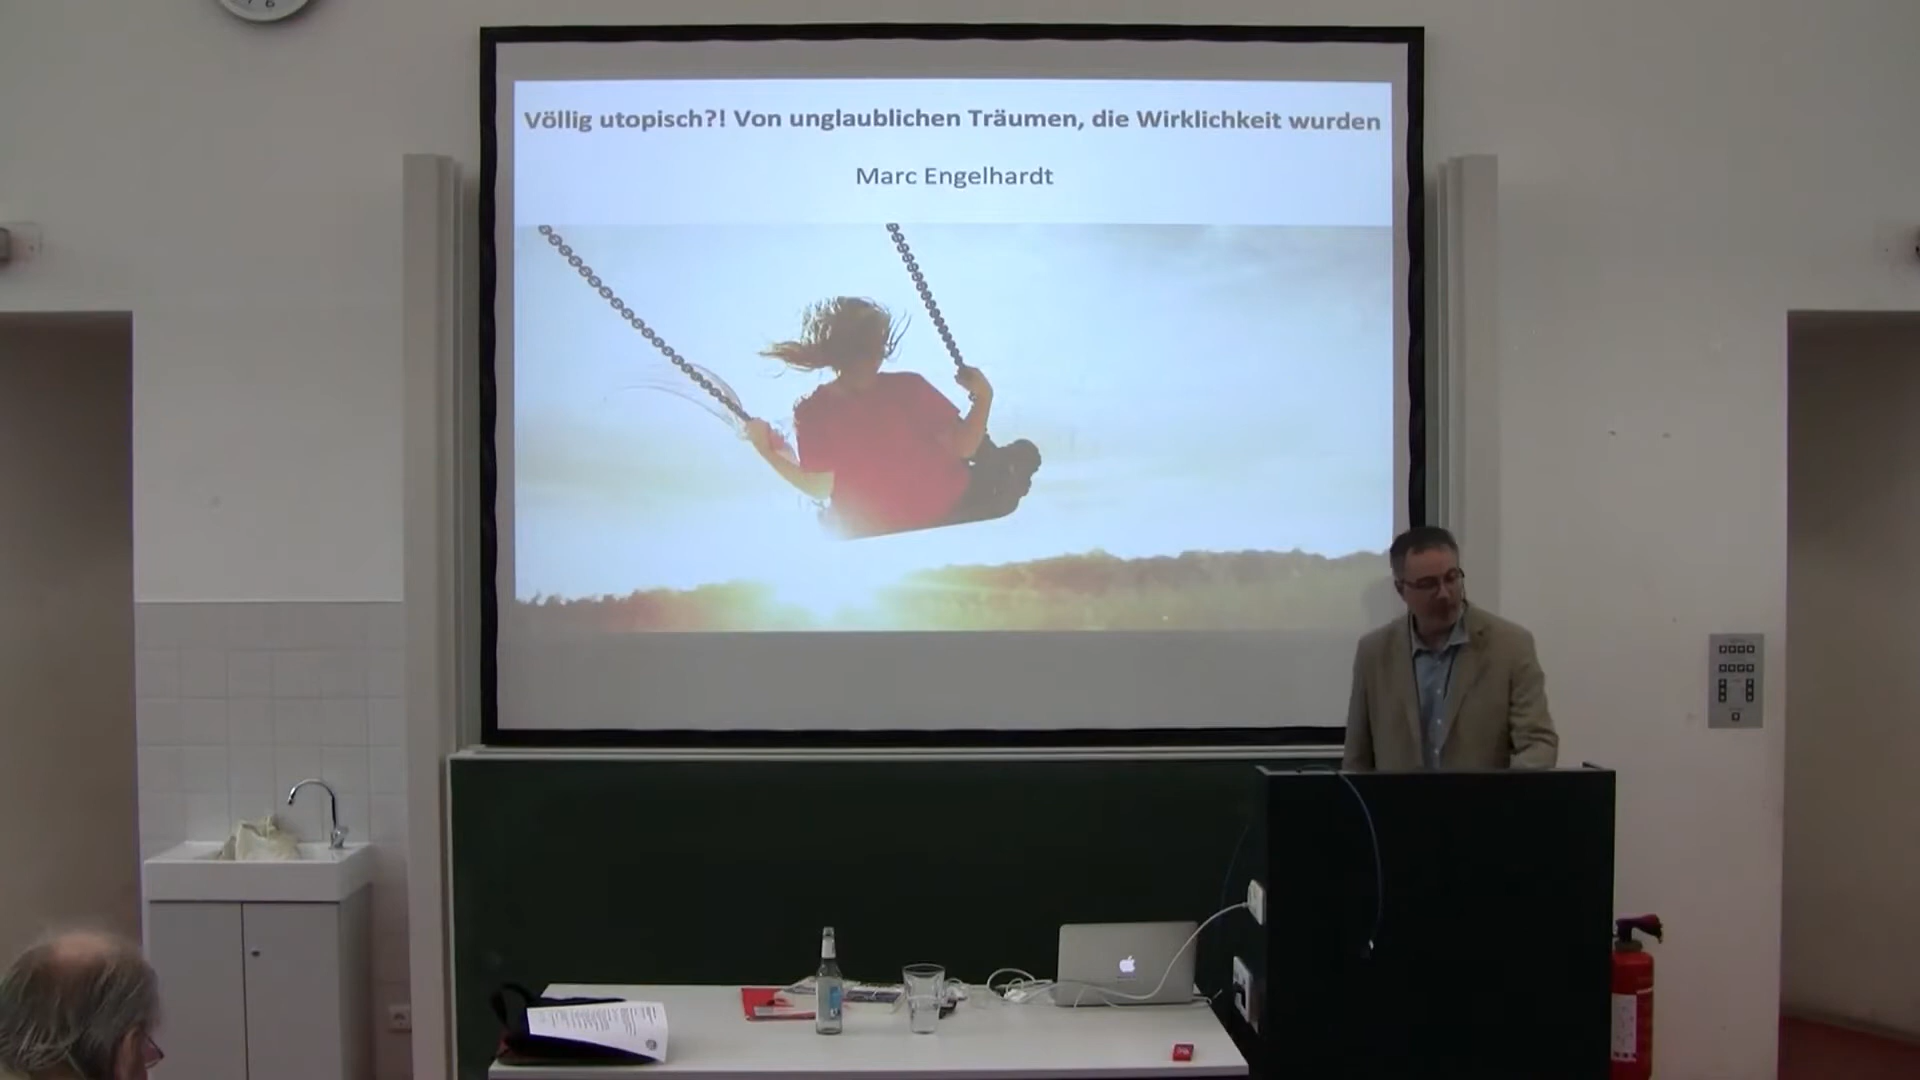 Völlig utopisch?! Von unglaublichen Träumen, die Wirklichkeit wurden
Marc Engelhardt